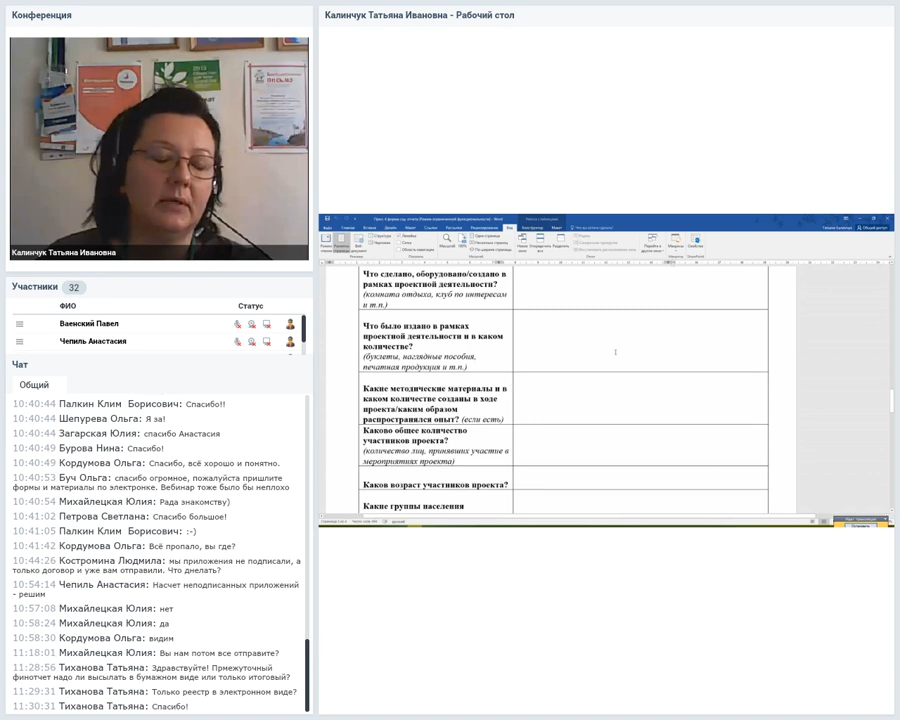 Конференция
Калинчук Татьяна Ивановна
Участники 32
ФИО Статус
Ваенский Павел
Чепиль Анастасия
Чат
Общий
10:40:44 Палкин Клим Борисович: Спасибо!!
10:40:44 Шепурева Ольга: Я за!
10:40:44 Загарская Юлия: спасибо Анастасия
10:40:49 Бурова Нина: Спасибо!
10:40:49 Кордумова Ольга: Спасибо, всё хорошо и понятно.
10:40:53 Буч Ольга: спасибо огромное, пожалуйста пришлите
формы и материалы по электронке. Вебинар тоже было бы неплохо
10:40:54 Михайлецкая Юлия: Рада знакомству)
10:41:02 Петрова Светлана: Спасибо большое!
10:41:05 Палкин Клим Борисович: :-)
10:41:42 Кордумова Ольга: Всё пропало, вы где?
10:44:26 Костромина Людмила: мы приложения не подписали, а
только договор и уже вам отправили. Что днелать?
10:54:14 Чепиль Анастасия: Насчет неподписанных приложений
- решим
10:57:08 Михайлецкая Юлия: нет
10:58:24 Михайлецкая Юлия: да
10:58:30 Кордумова Ольга: видим
11:18:01 Михайлецкая Юлия: Вы нам потом все отправите?
11:28:56 Тиханова Татьяна: Здравствуйте! Прмежуточный
финотчет надо ли высылать в бумажном виде или только итоговый?
11:29:31 Тиханова Татьяна: Только реестр в электронном виде?
11:30:31 Тиханова Татьяна: Спасибо!
Калинчук Татьяна Ивановна - Рабочий стол
Что сделано, оборудовано/создано в
рамках проектной деятельности?
(комната отдыха, клуб по интересам
и т.п.)
Что было издано в рамках
проектной деятельности и в каком
количестве?
(буклеты, наглядные пособия,
печатная продукция и т.п.)
Какие методические материалы и в
каком количестве созданы в ходе
проекта/каким образом
распространялся опыт? (если есть)
Каково общее количество
участников проекта?
(количество лиц, принявших участие в
мероприятиях проекта)
Каков возраст участников проекта?
Какие группы населения